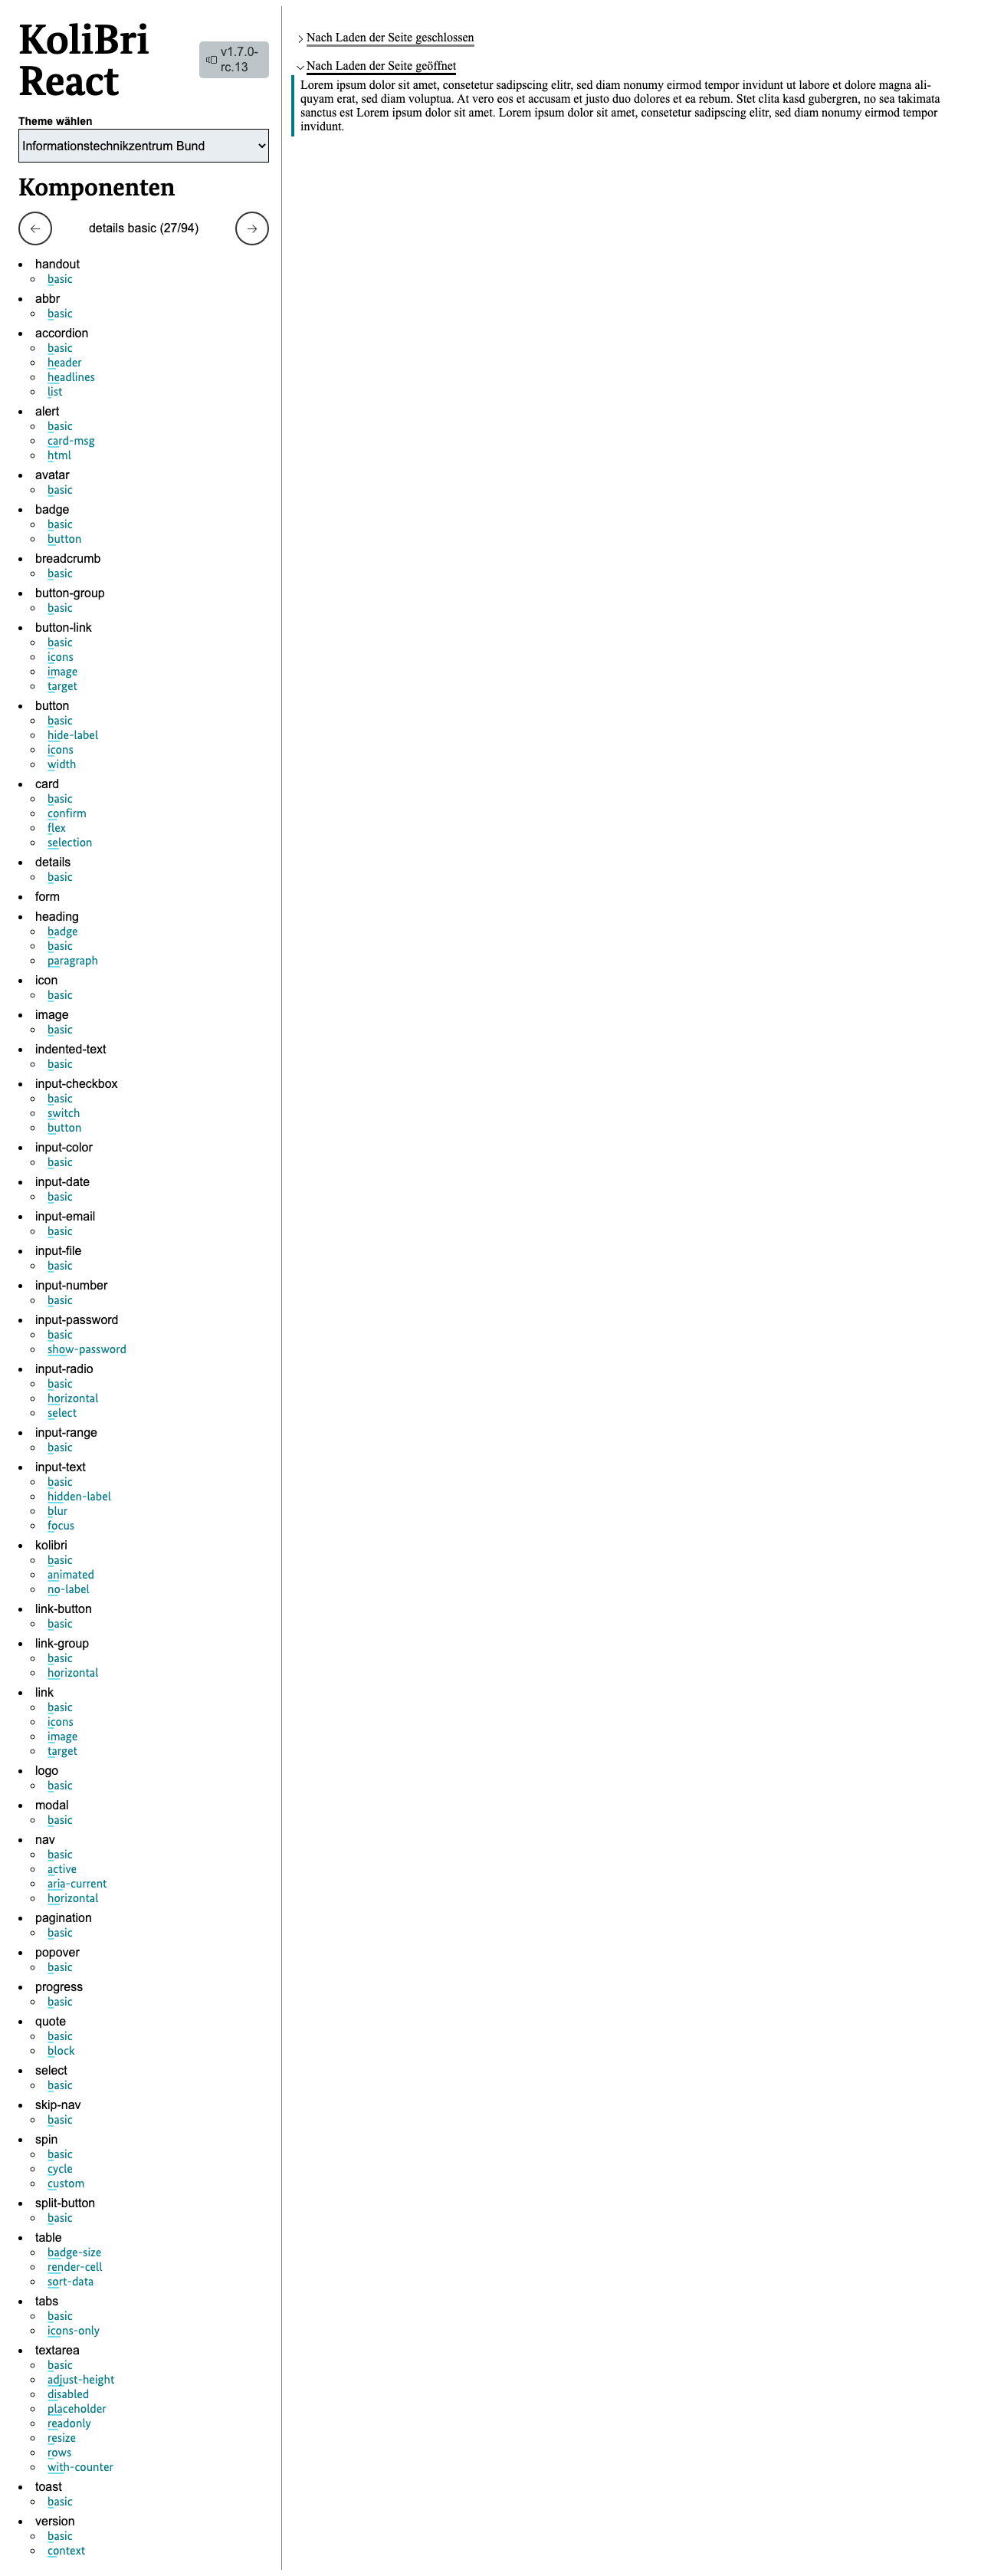 KoliBri
React
v1.7.0-
rc.13
Theme wählen
Informationstechnikzentrum Bund
Komponenten
details basic (27/94)
handout
basic
abbr
basic
accordion
basic
header
headlines
list
alert
basic
card-msg
html
avatar
basic
badge
basic
button
breadcrumb
basic
button-group
basic
button-link
basic
icons
image
target
button
basic
hide-label
icons
width
card
basic
confirm
flex
selection
details
basic
form
heading
badge
basic
paragraph
icon
basic
image
basic
indented-text
basic
input-checkbox
basic
switch
button
input-color
basic
input-date
basic
input-email
basic
input-file
basic
input-number
basic
input-password
basic
show-password
input-radio
basic
horizontal
select
input-range
basic
input-text
basic
hidden-label
blur
focus
kolibri
basic
animated
no-label
link-button
basic
link-group
basic
horizontal
link
basic
icons
image
target
logo
basic
modal
basic
nav
basic
active
aria-current
horizontal
pagination
basic
popover
basic
progress
basic
quote
basic
block
select
basic
skip-nav
basic
spin
basic
cycle
custom
split-button
basic
table
badge-size
render-cell
sort-data
tabs
basic
icons-only
textarea
basic
adjust-height
disabled
placeholder
readonly
resize
rows
with-counter
toast
basic
version
basic
context
Nach Laden der Seite geschlossen
Nach Laden der Seite geöffnet
Lorem ipsum dolor sit amet, consetetur sadipscing elitr, sed diam nonumy eirmod tempor invidunt ut labore et dolore magna ali-
quyam erat, sed diam voluptua. At vero eos et accusam et justo duo dolores et ea rebum. Stet clita kasd gubergren, no sea takimata
sanctus est Lorem ipsum dolor sit amet. Lorem ipsum dolor sit amet, consetetur sadipscing elitr, sed diam nonumy eirmod tempor
invidunt.